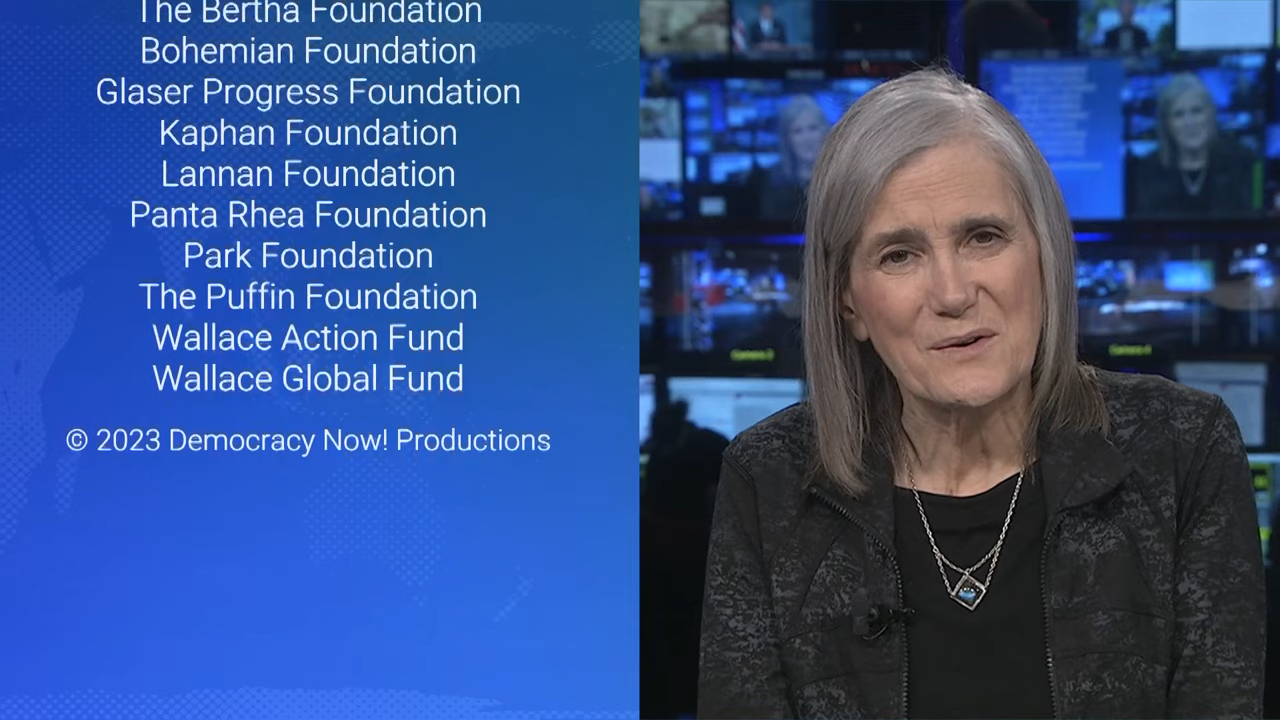 The Bertha Foundation
Bohemian Foundation
Glaser Progress Foundation
Kaphan Foundation
Lannan Foundation
Panta Rhea Foundation
Park Foundation
The Puffin Foundation
Wallace Action Fund
Wallace Global Fund
© 2023 Democracy Now! Productions